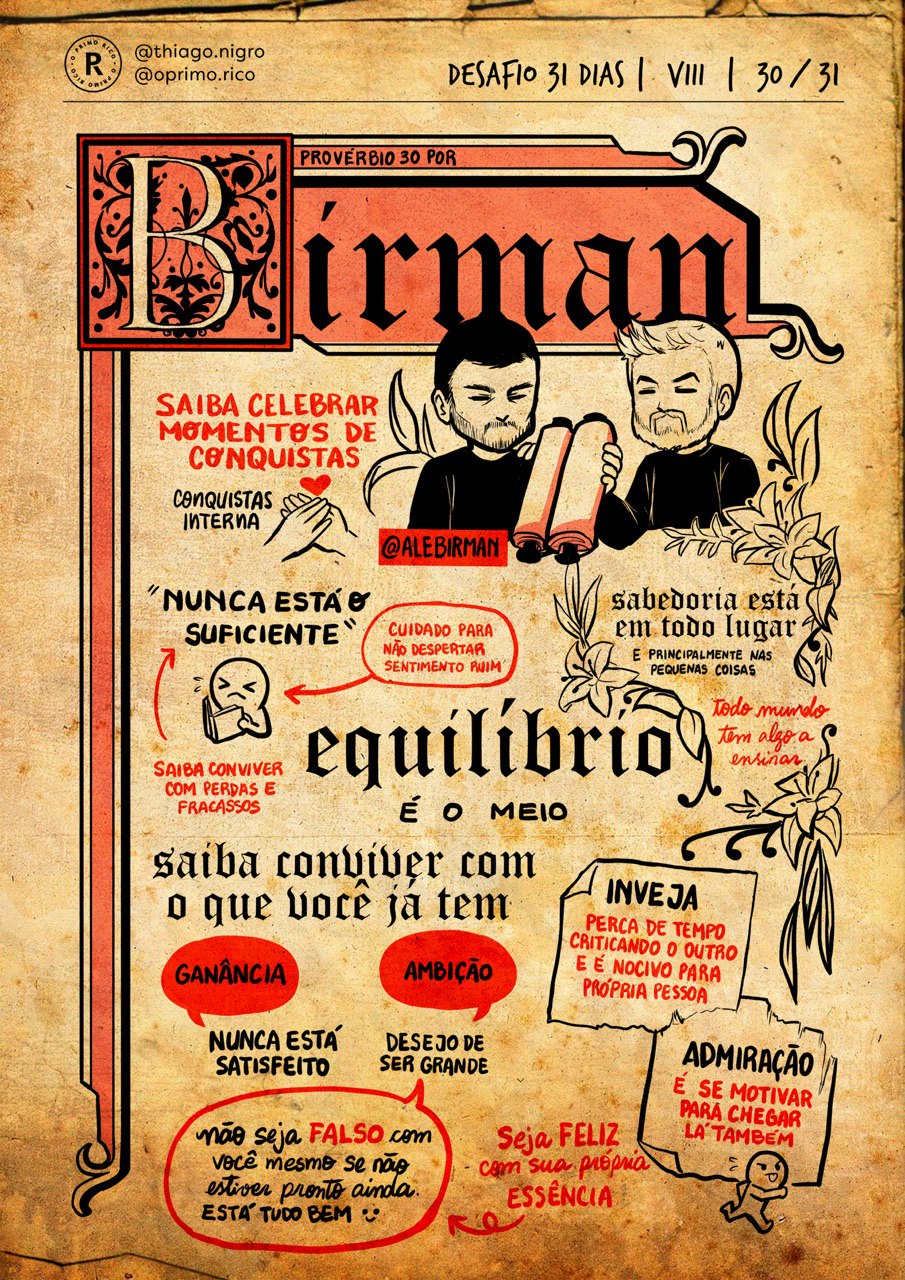 @thiago.nigro
@oprimo.rico
R
O PRIMO RICO · O PRIMO RICO ·
DESAFIO 31 DIAS | VIII | 30 / 31
PROVÉRBIO 30 POR
Birman
SAIBA CELEBRAR
MOMENTOS DE
CONQUISTAS
CONQUISTAS
INTERNA
@ALEBIRMAN
"NUNCA ESTÁ O
SUFICIENTE"
CUIDADO PARA
NÃO DESPERTAR
SENTIMENTO RUIM
SAIBA CONVIVER
COM PERDAS E
FRACASSOS
sabedoria está
em todo lugar
E PRINCIPALMENTE NAS
PEQUENAS COISAS
todo mundo
tem algo a
ensinar
equilíbrio
É O MEIO
saiba conviver com
o que você já tem
GANÂNCIA
NUNCA ESTÁ
SATISFEITO
AMBIÇÃO
DESEJO DE
SER GRANDE
INVEJA
PERCA DE TEMPO
CRITICANDO O OUTRO
E É NOCIVO PARA
PRÓPRIA PESSOA
ADMIRAÇÃO
É SE MOTIVAR
PARA CHEGAR
LÁ TAMBÉM
não seja FALSO com
você mesmo se não
estiver pronto ainda.
ESTÁ TUDO BEM :)
Seja FELIZ
com sua própria
ESSÊNCIA